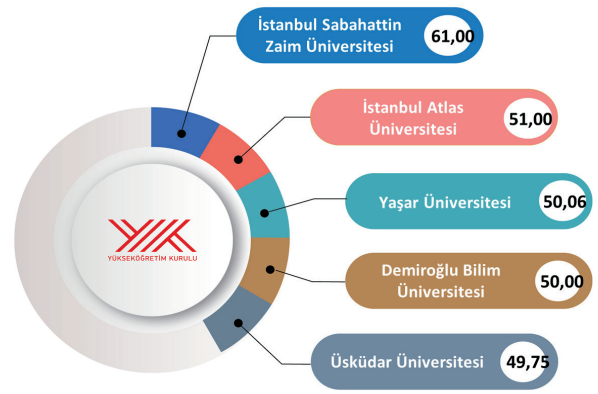 İstanbul Sabahattin
Zaim Üniversitesi
61,00
İstanbul Atlas
Üniversitesi
51,00
Yaşar Üniversitesi
50,06
Demiroğlu Bilim
Üniversitesi
50,00
Üsküdar Üniversitesi
49,75
YÜKSEKÖĞRETİM KURULU